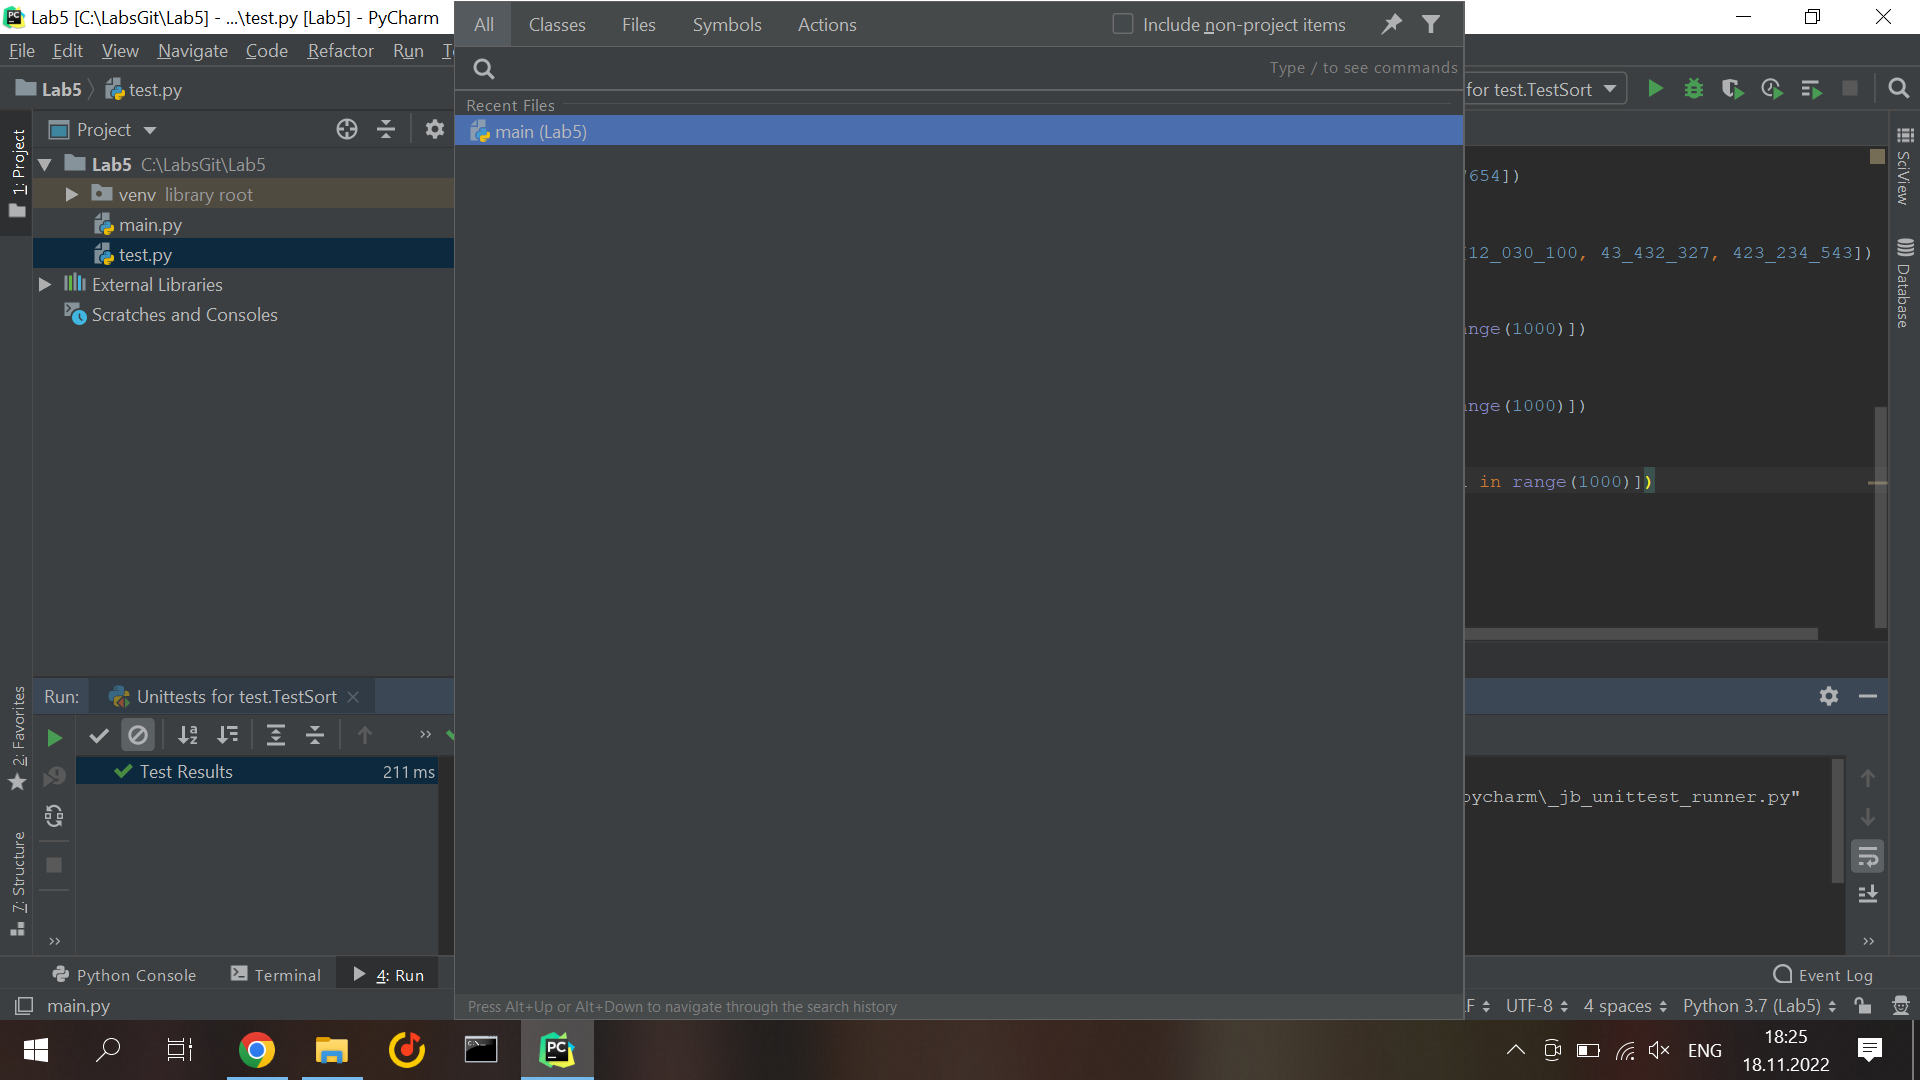 Lab5 [C:\LabsGit\Lab5] - ...\test.py [Lab5] - PyCharm
File Edit View Navigate Code Refactor Run
Lab5 test.py
All Classes Files Symbols Actions Include non-project items
Type / to see commands
Recent Files
main (Lab5)
for test.TestSort
1: Project
Project
Lab5 C:\LabsGit\Lab5
venv library root
main.py
test.py
External Libraries
Scratches and Consoles
654])
12_030_100, 43_432_327, 423_234_543])
nge(1000)])
nge(1000)])
in range(1000)])
SciView
Database
2: Favorites
7: Structure
Run: Unittests for test.TestSort
Test Results 211 ms
pycharm\_jb_unittest_runner.py"
Python Console Terminal 4: Run
Event Log
main.py
Press Alt+Up or Alt+Down to navigate through the search history
F UTF-8 4 spaces Python 3.7 (Lab5)
PC
ENG
18:25
18.11.2022